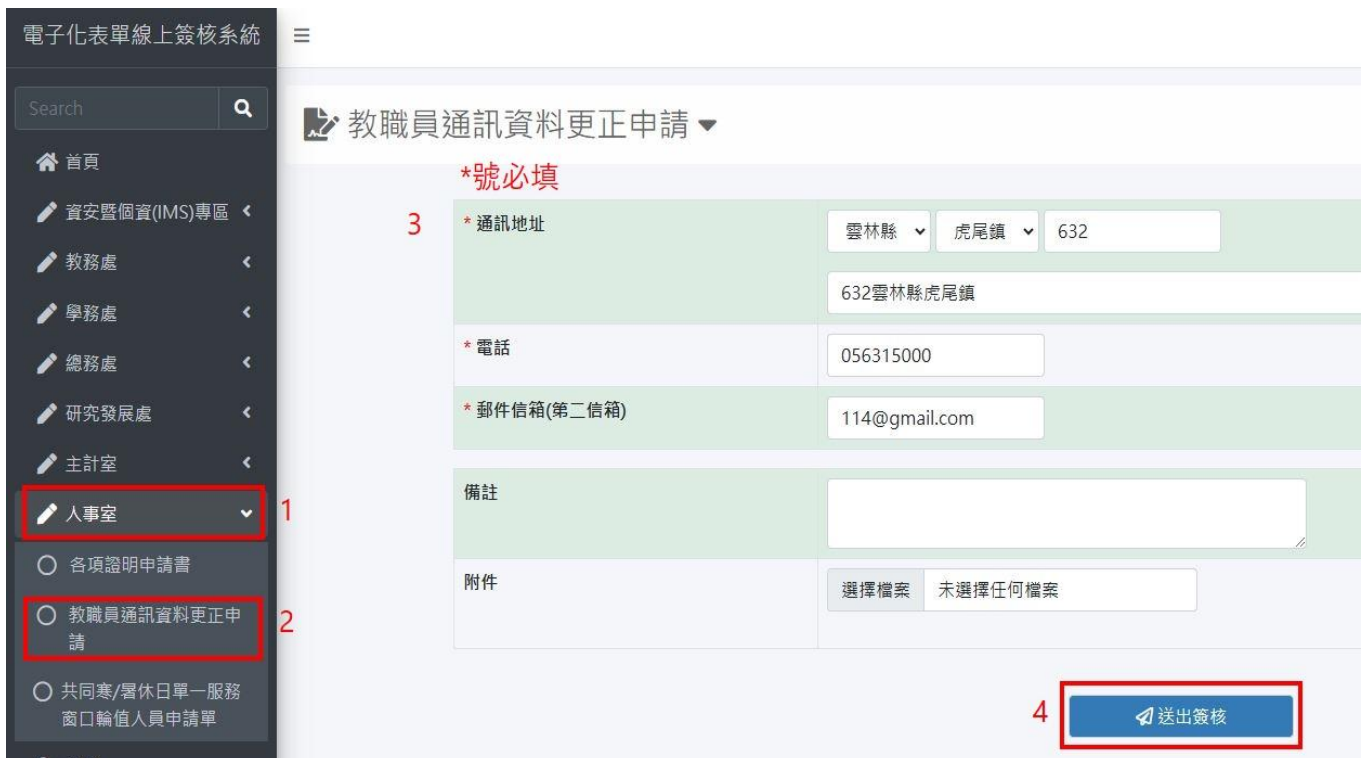 電子化表單線上簽核系統
Search
首頁
資安暨個資(IMS)專區
教務處
學務處
總務處
研究發展處
主計室
人事室
1
各項證明申請書
教職員通訊資料更正申
請
2
共同寒/暑休日單一服務
窗口輪值人員申請單
教職員通訊資料更正申請
*號必填
3
* 通訊地址
雲林縣 虎尾鎮 632
632雲林縣虎尾鎮
* 電話
056315000
* 郵件信箱(第二信箱)
114@gmail.com
備註
附件
選擇檔案 未選擇任何檔案
4
送出簽核